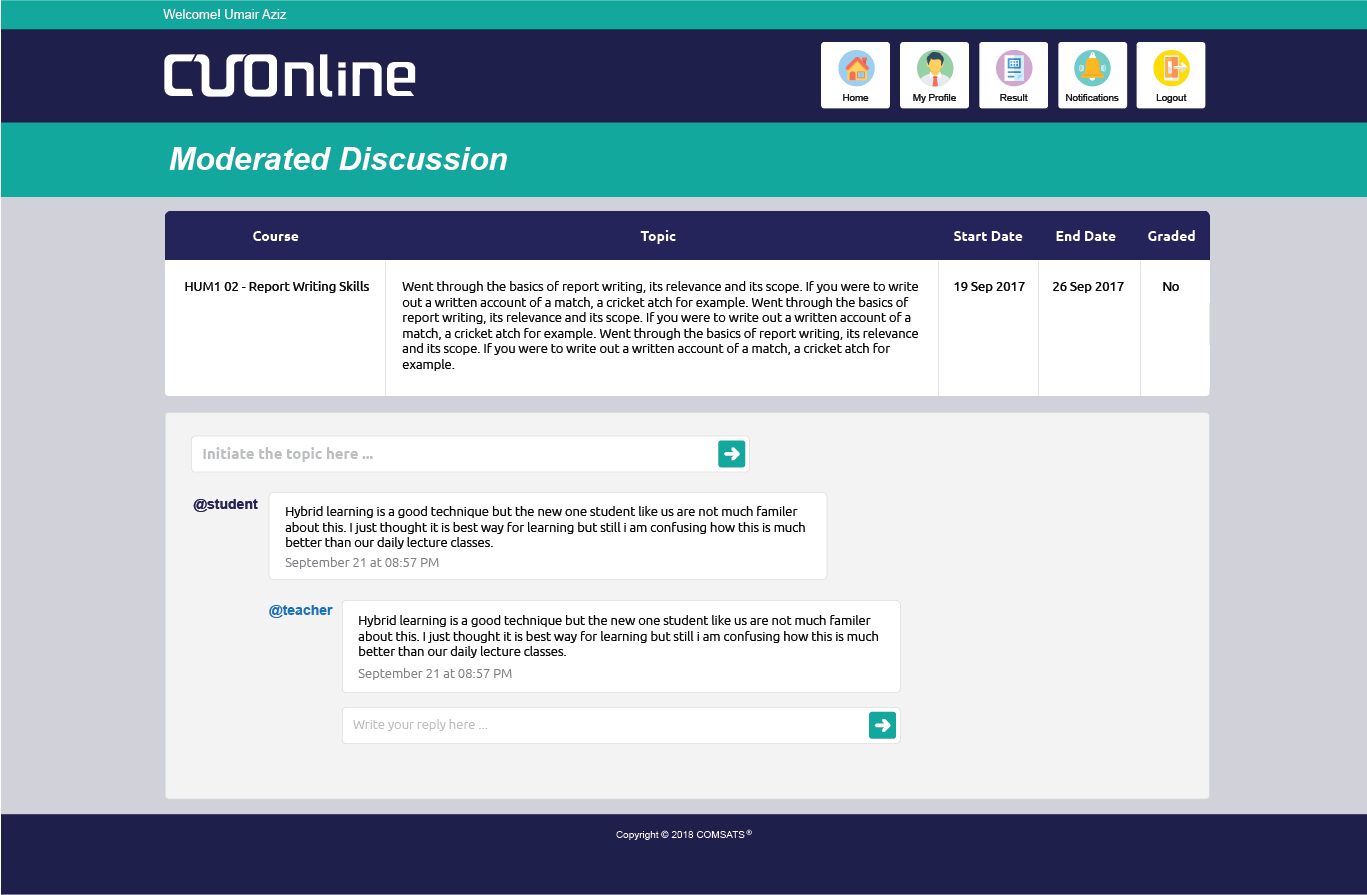 Welcome! Umair Aziz
CUOnline
Home
My Profile
Result
Notifications
Logout
Moderated Discussion
Course
Topic
Start Date
End Date
Graded
HUM1 02 - Report Writing Skills
Went through the basics of report writing, its relevance and its scope. If you were to write
out a written account of a match, a cricket atch for example. Went through the basics of
report writing, its relevance and its scope. If you were to write out a written account of a
match, a cricket atch for example. Went through the basics of report writing, its relevance
and its scope. If you were to write out a written account of a match, a cricket atch for
example.
19 Sep 2017
26 Sep 2017
No
Initiate the topic here ...
@student
Hybrid learning is a good technique but the new one student like us are not much familer
about this. I just thought it is best way for learning but still i am confusing how this is much
better than our daily lecture classes.
September 21 at 08:57 PM
@teacher
Hybrid learning is a good technique but the new one student like us are not much familer
about this. I just thought it is best way for learning but still i am confusing how this is much
better than our daily lecture classes.
September 21 at 08:57 PM
Write your reply here ...
Copyright © 2018 COMSATS ®